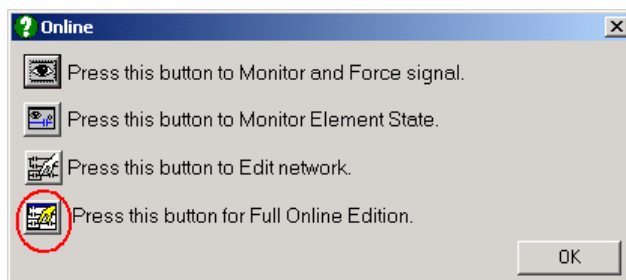 Online
Press this button to Monitor and Force signal.
Press this button to Monitor Element State.
Press this button to Edit network.
Press this button for Full Online Edition.
OK